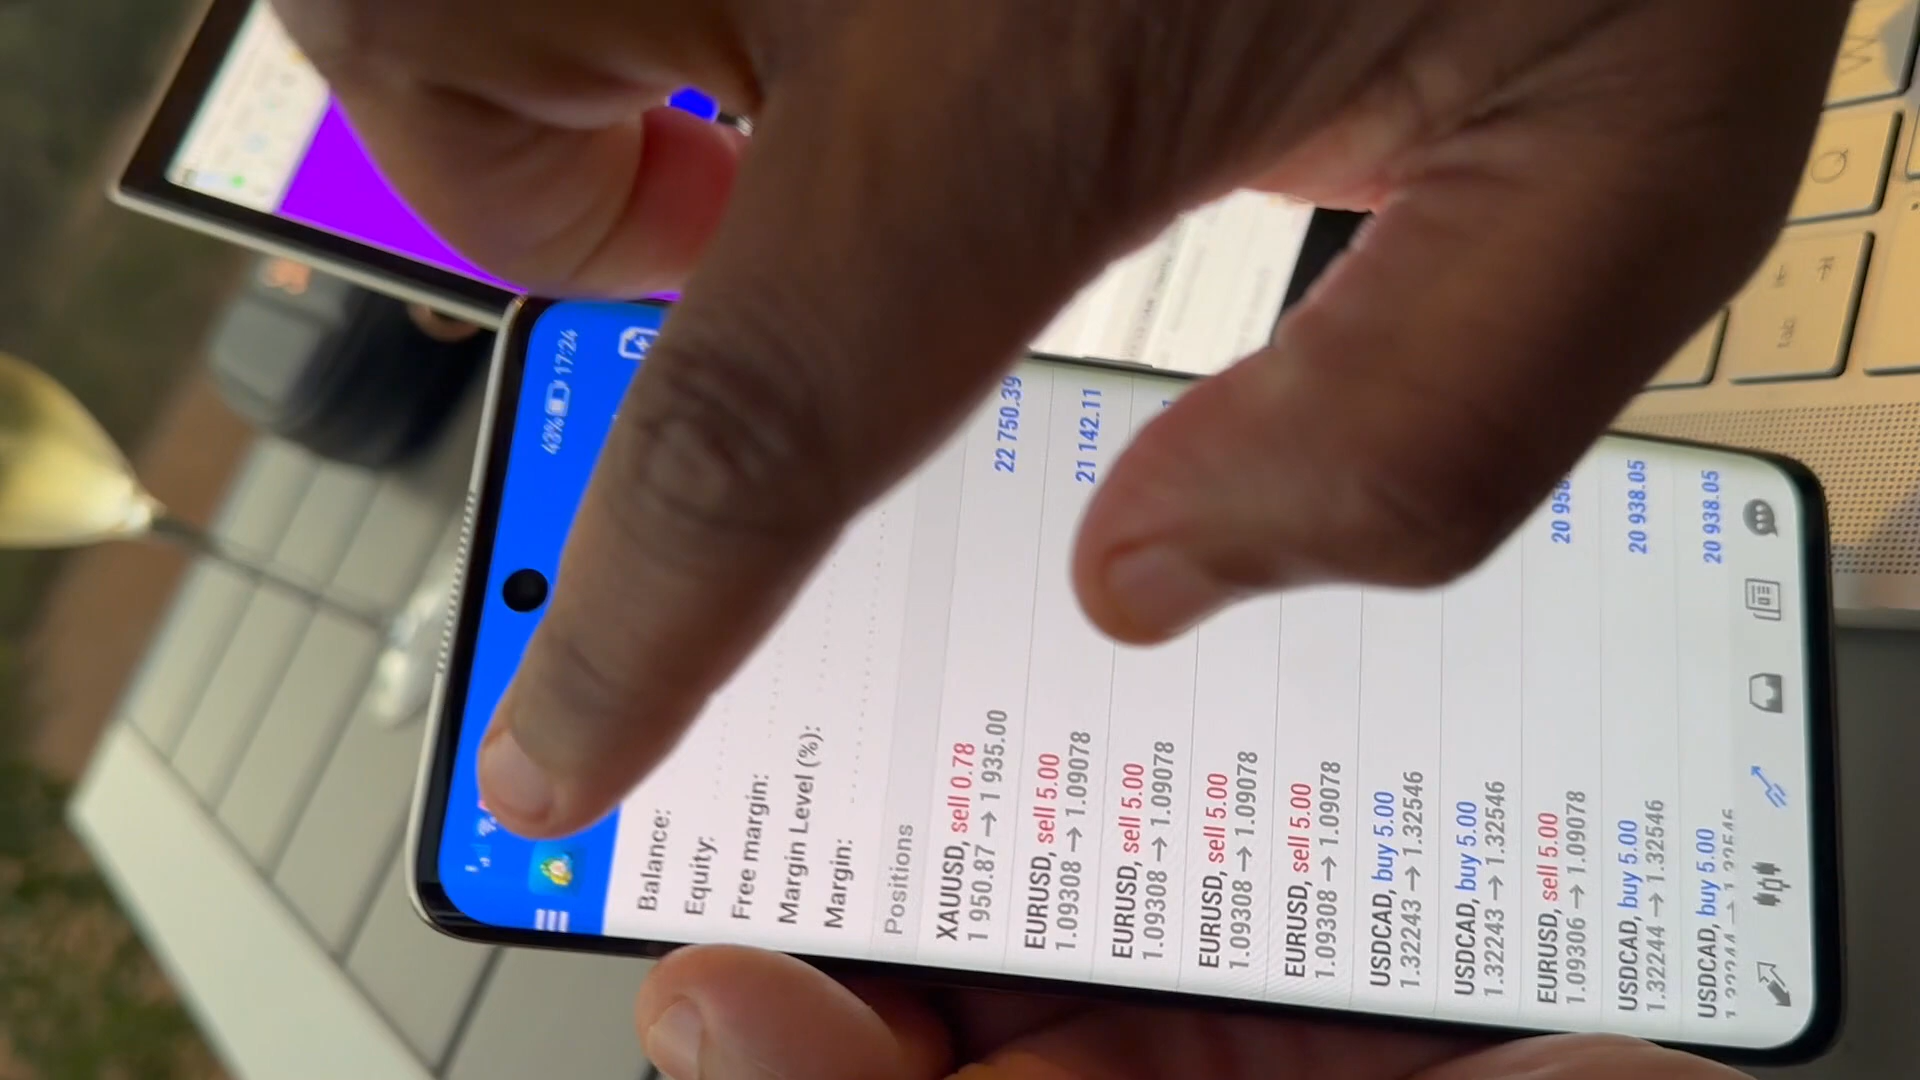 43% 17:24
Balance:
Equity:
Free margin:
Margin Level (%):
Margin:
Positions
XAUUSD, sell 0.78
1 950.87 → 1 935.00
22 750.39
EURUSD, sell 5.00
1.09308 → 1.09078
21 142.11
EURUSD, sell 5.00
1.09308 → 1.09078
EURUSD, sell 5.00
1.09308 → 1.09078
EURUSD, sell 5.00
1.09308 → 1.09078
USDCAD, buy 5.00
1.32243 → 1.32546
USDCAD, buy 5.00
1.32243 → 1.32546
EURUSD, sell 5.00
1.09306 → 1.09078
20 958.
USDCAD, buy 5.00
1.32244 → 1.32546
20 938.05
USDCAD, buy 5.00
20 938.05
W
Q
tab